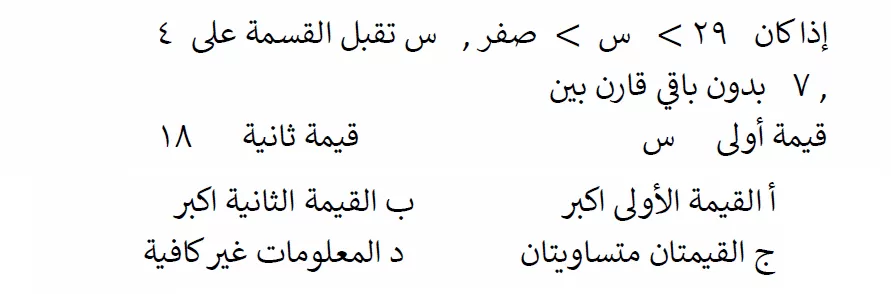 إذا كان ٢٩ > س > صفر , س تقبل القسمة على ٤
, ٧ بدون باقي قارن بين
قيمة أولى س قيمة ثانية ١٨
أ القيمة الأولى اكبر ب القيمة الثانية اكبر
ج القيمتان متساويتان د المعلومات غير كافية